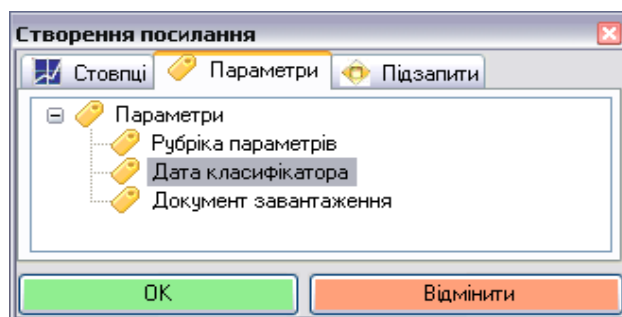 Створення посилання
Стовпці Параметри Підзапити
Параметри
Рубріка параметрів
Дата класифікатора
Документ завантаження
OK Відмінити